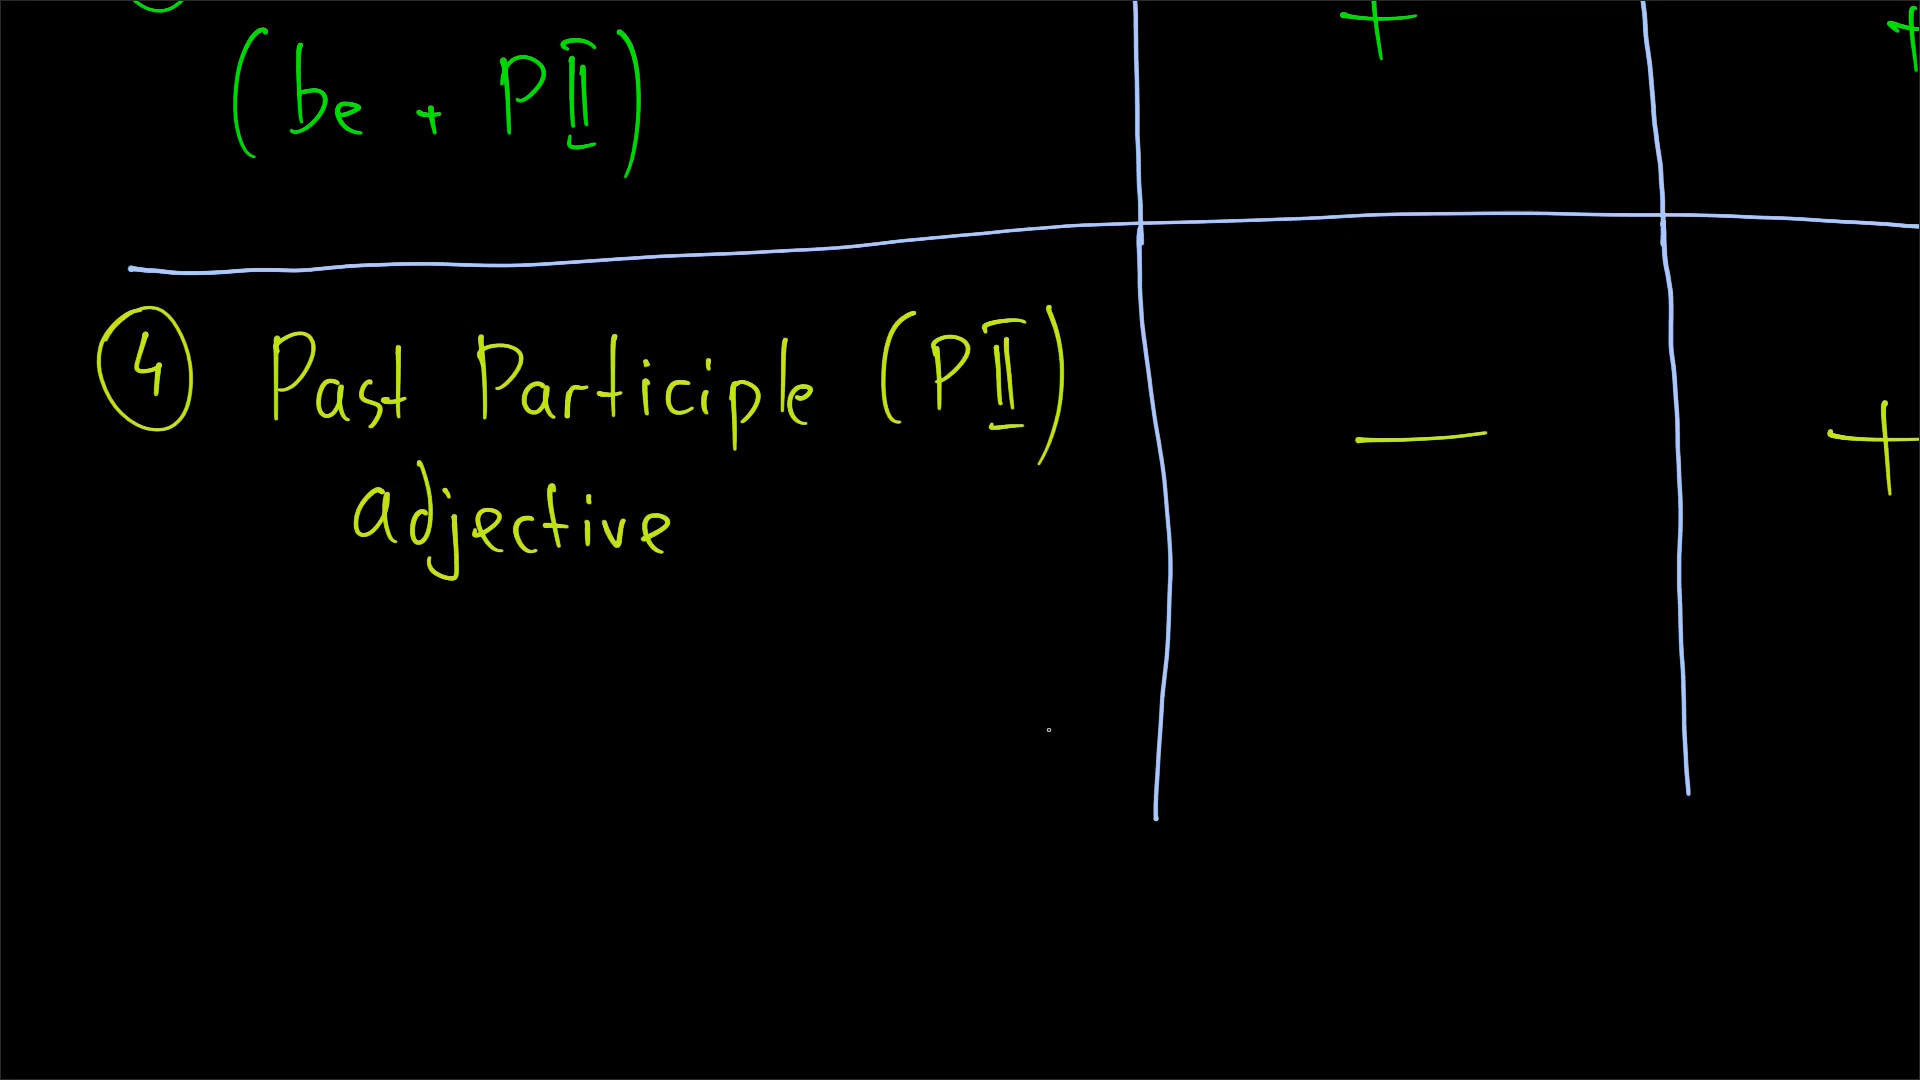 (be + PII) + +
④ Past Participle (PII) — +
adjective